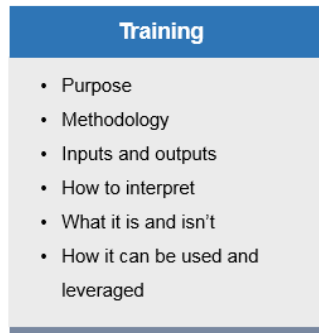 Training
• Purpose
• Methodology
• Inputs and outputs
• How to interpret
• What it is and isn't
• How it can be used and
leveraged